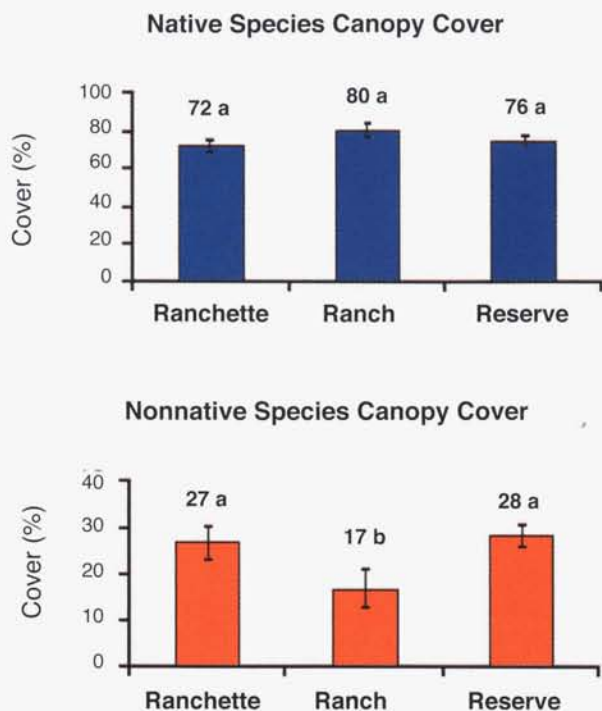 Native Species Canopy Cover
100
80
60
40
20
0
Cover (%)
72 a
80 a
76 a
Ranchette
Ranch
Reserve
Nonnative Species Canopy Cover
40
30
20
10
0
Cover (%)
27 a
17 b
28 a
Ranchette
Ranch
Reserve